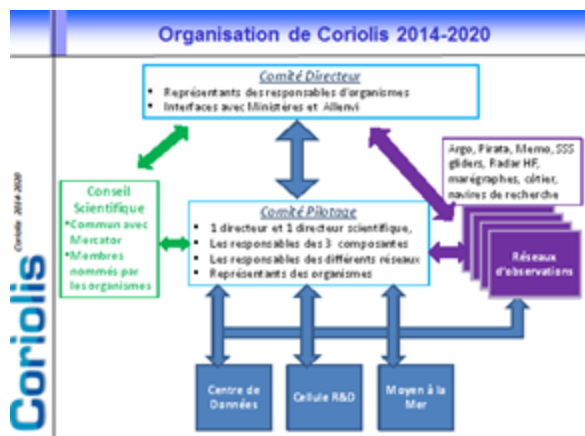 Organisation de Coriolis 2014-2020
Comité Directeur
Représentants des responsables d'organismes
Interfaces avec Ministères et Allenvi
Argo, Pirata, Memo, SSS
gliders, Radar HF,
marégraphes, côtier,
navires de recherche
Conseil
Scientifique
•Commun avec
Mercator
•Membres
nommés par
les organismes
Comité Pilotage
1 directeur et 1 directeur scientifique,
Les responsables des 3 composantes
Les responsables des différents réseaux
Représentants des organismes
Réseaux
d'observations
Centre de
Données
Cellule R&D
Moyen à la
Mer
Coriolis
Coriolis 2014-2020